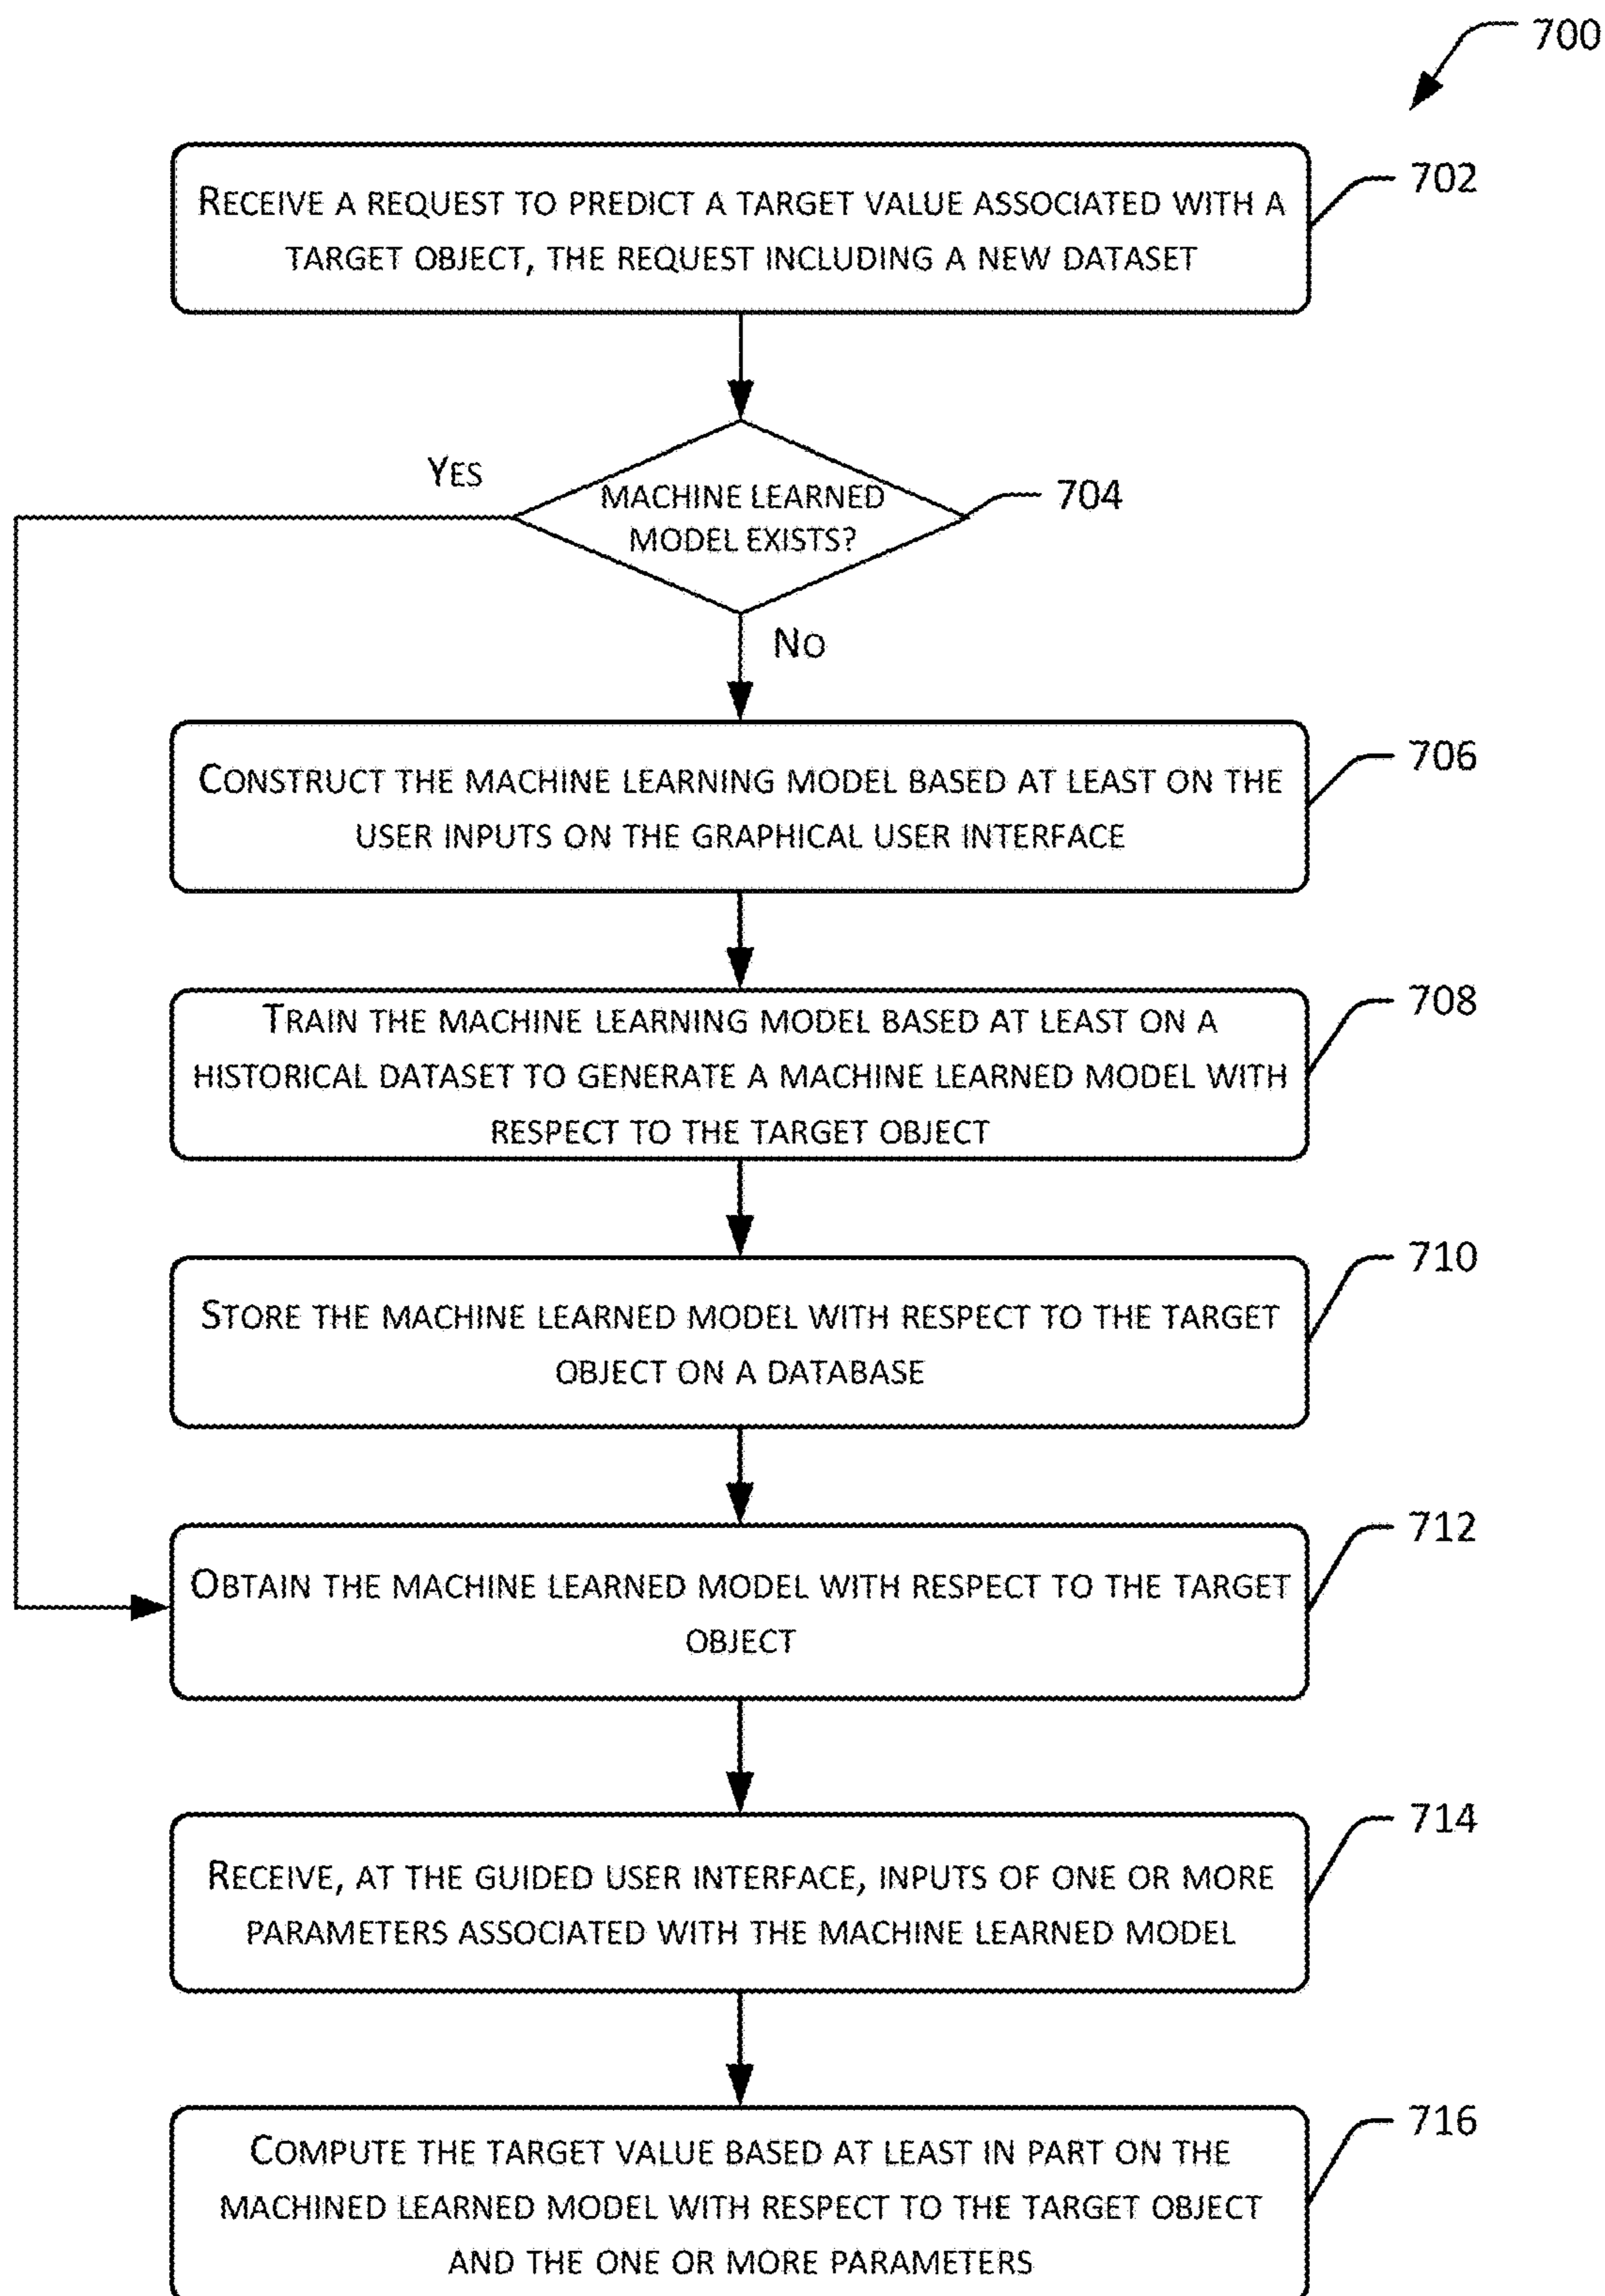 700
RECEIVE A REQUEST TO PREDICT A TARGET VALUE ASSOCIATED WITH A
TARGET OBJECT, THE REQUEST INCLUDING A NEW DATASET
702
YES
MACHINE LEARNED
MODEL EXISTS?
704
NO
CONSTRUCT THE MACHINE LEARNING MODEL BASED AT LEAST ON THE
USER INPUTS ON THE GRAPHICAL USER INTERFACE
706
TRAIN THE MACHINE LEARNING MODEL BASED AT LEAST ON A
HISTORICAL DATASET TO GENERATE A MACHINE LEARNED MODEL WITH
RESPECT TO THE TARGET OBJECT
708
STORE THE MACHINE LEARNED MODEL WITH RESPECT TO THE TARGET
OBJECT ON A DATABASE
710
OBTAIN THE MACHINE LEARNED MODEL WITH RESPECT TO THE TARGET
OBJECT
712
RECEIVE, AT THE GUIDED USER INTERFACE, INPUTS OF ONE OR MORE
PARAMETERS ASSOCIATED WITH THE MACHINE LEARNED MODEL
714
COMPUTE THE TARGET VALUE BASED AT LEAST IN PART ON THE
MACHINED LEARNED MODEL WITH RESPECT TO THE TARGET OBJECT
AND THE ONE OR MORE PARAMETERS
716